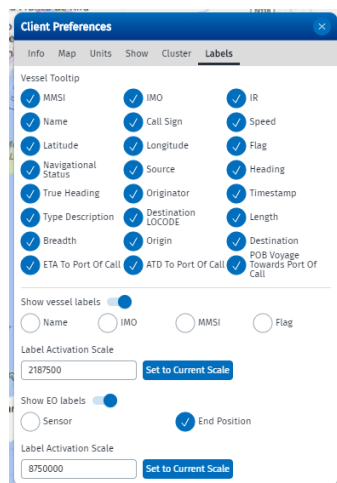 Client Preferences
Info Map Units Show Cluster Labels
Vessel Tooltip
MMSI IMO IR
Name Call Sign Speed
Latitude Longitude Flag
Navigational Status Source Heading
True Heading Originator Timestamp
Type Description Destination LOCODE Length
Breadth Origin Destination
ETA To Port Of Call ATD To Port Of Call POB Voyage Towards Port Of Call
Show vessel labels
Name IMO MMSI Flag
Label Activation Scale
2187500 Set to Current Scale
Show EO labels
Sensor End Position
Label Activation Scale
8750000 Set to Current Scale